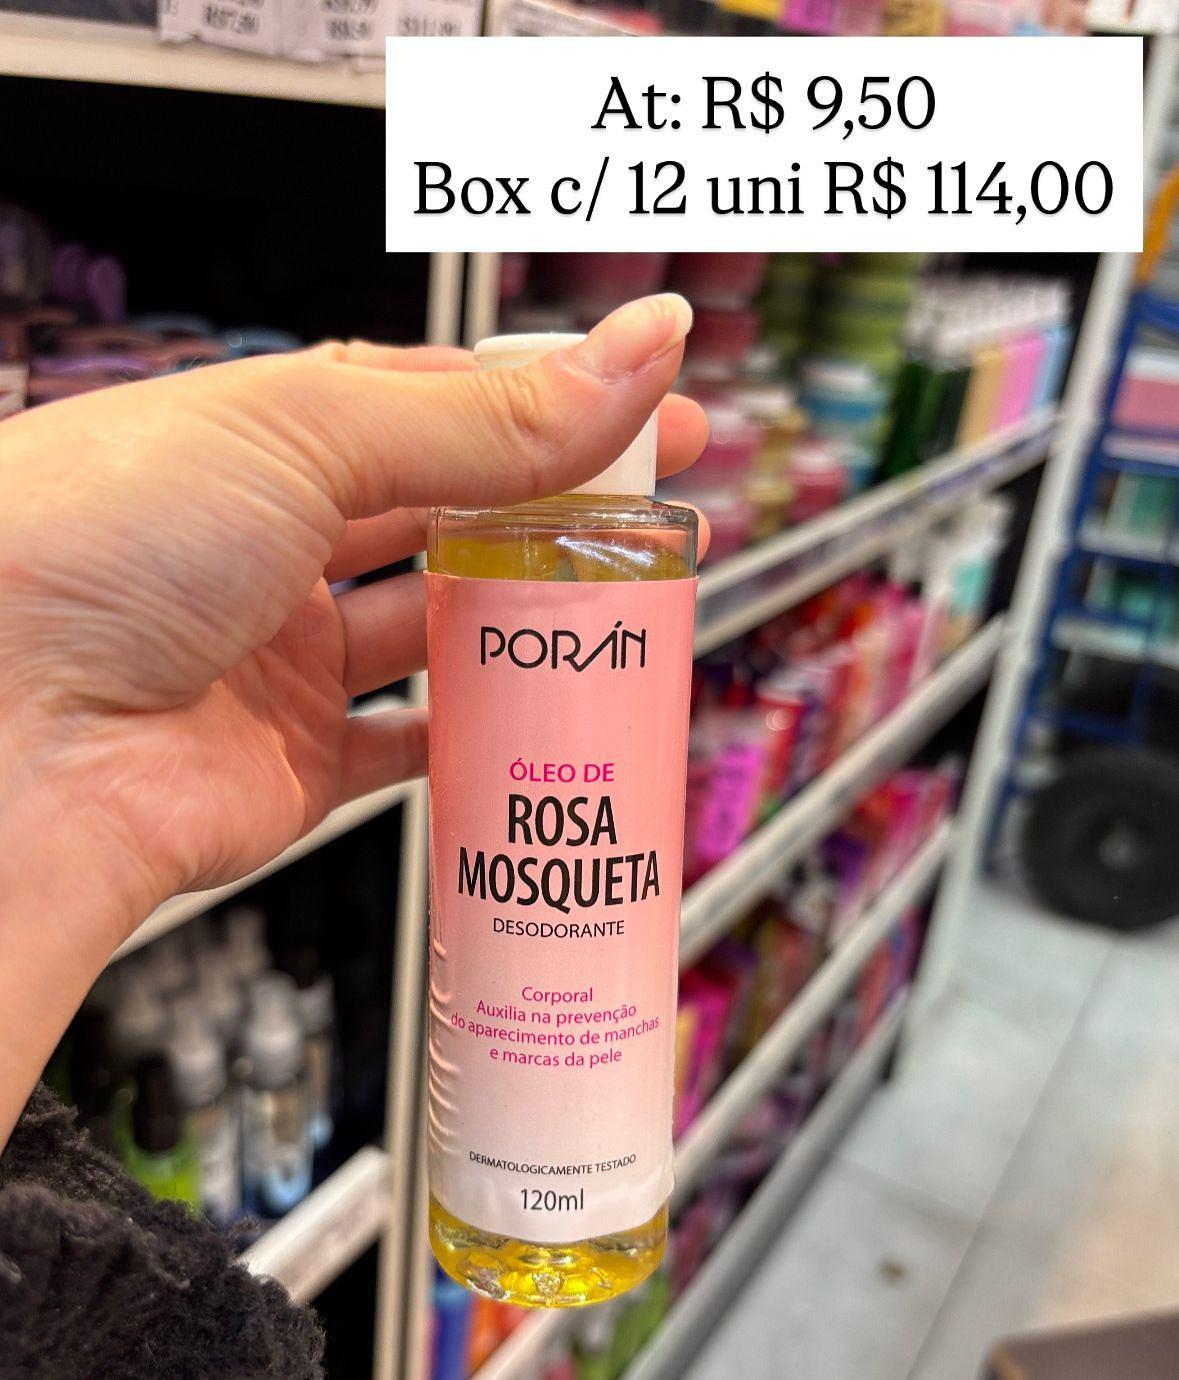 At: R$ 9,50
Box c/ 12 uni R$ 114,00
PORÁN
ÓLEO DE
ROSA
MOSQUETA
DESODORANTE
Corporal
Auxilia na prevenção
do aparecimento de manchas
e marcas da pele
DERMATOLOGICAMENTE TESTADO
120ml